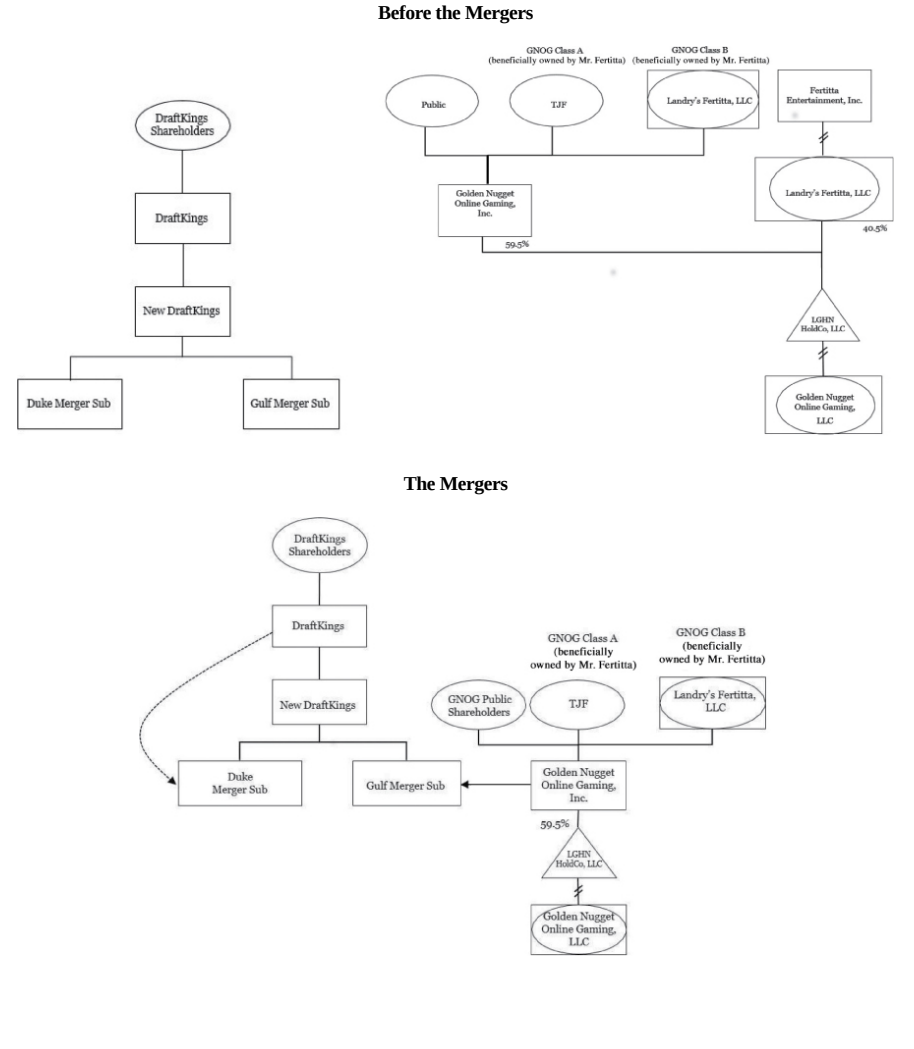 Before the Mergers
DraftKings
Shareholders
DraftKings
New DraftKings
Duke Merger Sub
Gulf Merger Sub
GNOG Class A
(beneficially owned by Mr. Fertitta)
GNOG Class B
(beneficially owned by Mr. Fertitta)
Public
TJF
Landry's Fertitta, LLC
Fertitta
Entertainment, Inc.
Golden Nugget
Online Gaming,
Inc.
59.5%
Landry's Fertitta, LLC
40.5%
LGHN
HoldCo, LLC
Golden Nugget
Online Gaming,
LLC
The Mergers
DraftKings
Shareholders
DraftKings
New DraftKings
Duke
Merger Sub
Gulf Merger Sub
GNOG Class A
(beneficially
owned by Mr. Fertitta)
GNOG Class B
(beneficially
owned by Mr. Fertitta)
GNOG Public
Shareholders
TJF
Landry's Fertitta,
LLC
Golden Nugget
Online Gaming,
Inc.
59.5%
LGHN
HoldCo, LLC
Golden Nugget
Online Gaming,
LLC